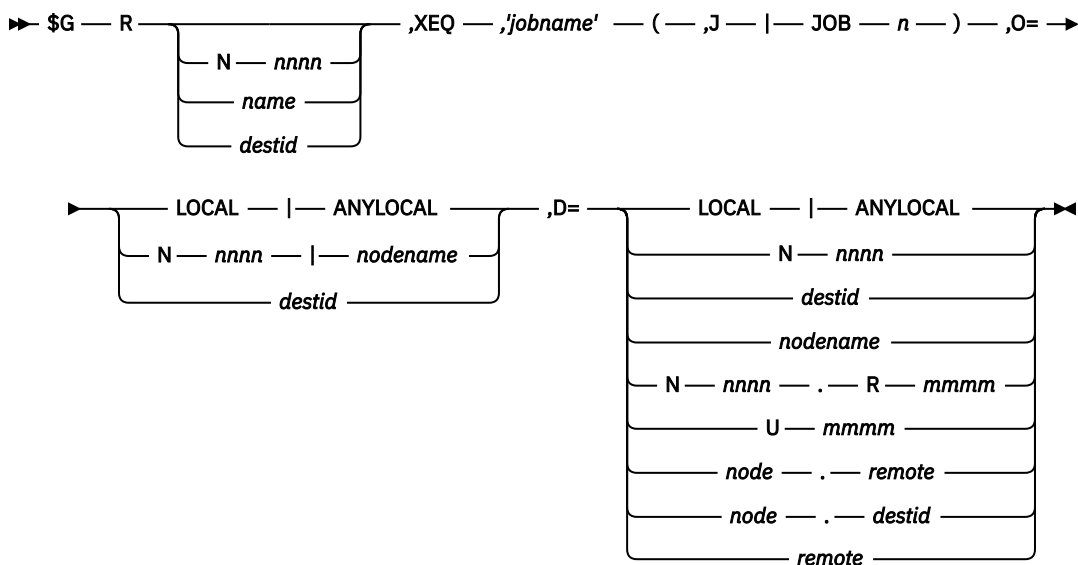 $G R ,XEQ ,'jobname' ( ,J | JOB n ) ,O=
N nnnn
name
destid
LOCAL | ANYLOCAL ,D= LOCAL | ANYLOCAL
N nnnn | nodename N nnnn
destid destid
nodename
N nnnn . R mmmm
U mmmm
node . remote
node . destid
remote